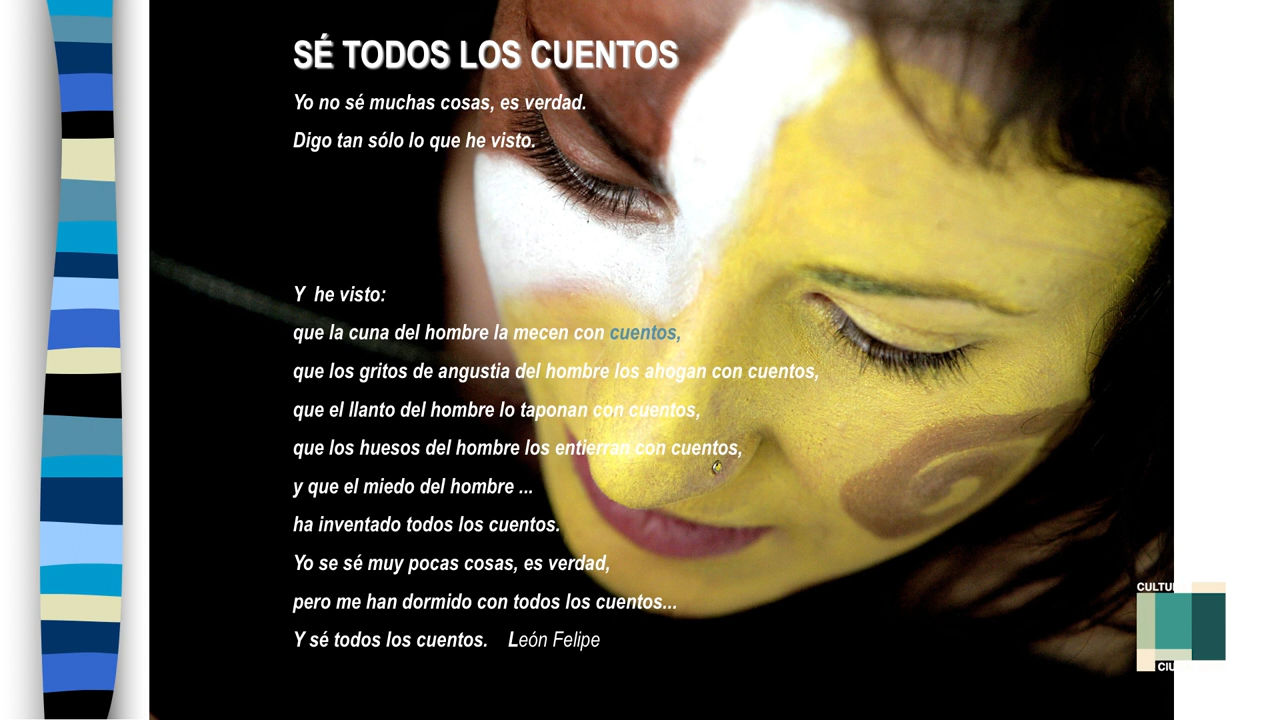 SÉ TODOS LOS CUENTOS
Yo no sé muchas cosas, es verdad.
Digo tan sólo lo que he visto.
Y he visto:
que la cuna del hombre la mecen con cuentos,
que los gritos de angustia del hombre los ahogan con cuentos,
que el llanto del hombre lo taponan con cuentos,
que los huesos del hombre los entierran con cuentos,
y que el miedo del hombre ...
ha inventado todos los cuentos.
Yo se sé muy pocas cosas, es verdad,
pero me han dormido con todos los cuentos...
Y sé todos los cuentos. León Felipe